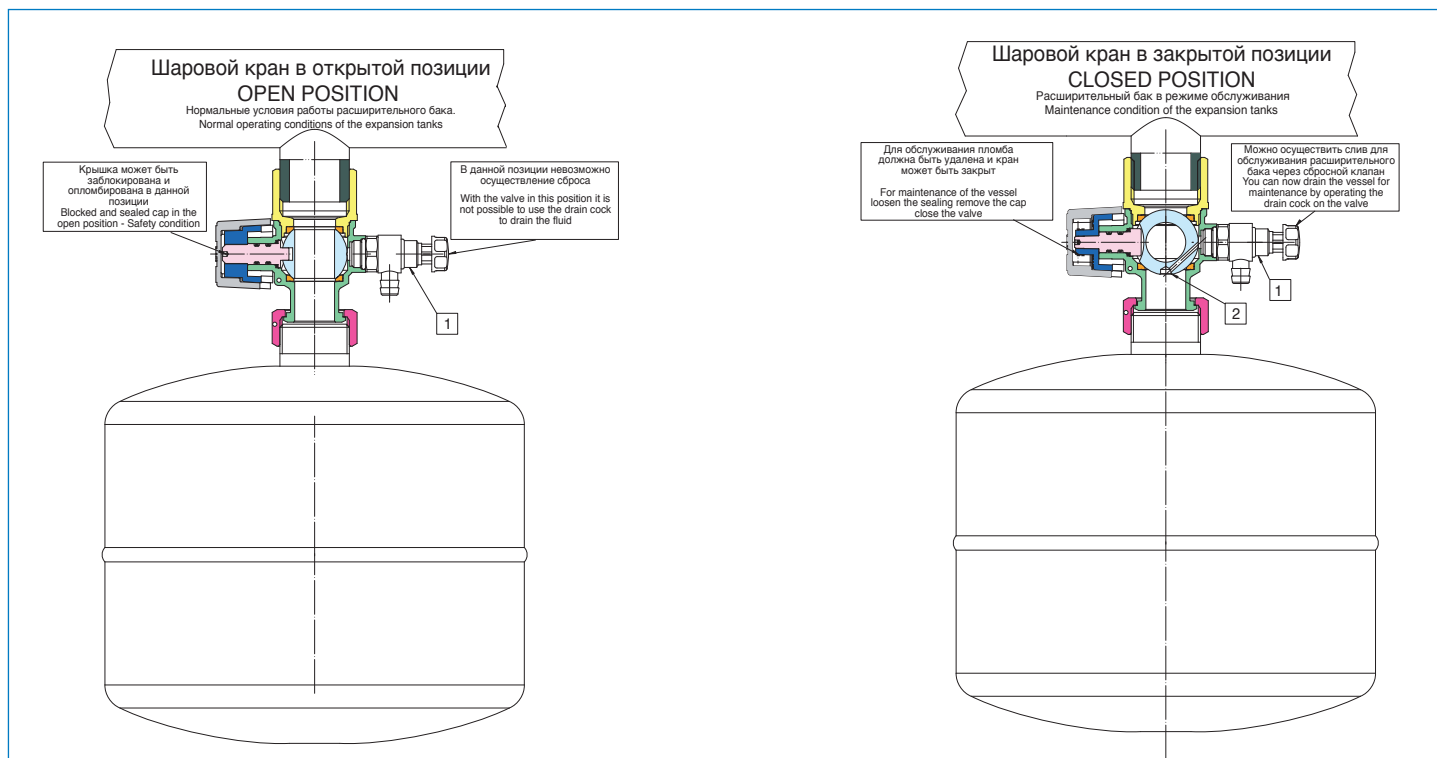 Шаровой кран в открытой позиции
OPEN POSITION
Нормальные условия работы расширительного бака.
Normal operating conditions of the expansion tanks
Крышка может быть
заблокирована и
опломбирована в данной
позиции
Blocked and sealed cap in the
open position - Safety condition
В данной позиции невозможно
осуществление сброса
With the valve in this position it is
not possible to use the drain cock
to drain the fluid
1
Шаровой кран в закрытой позиции
CLOSED POSITION
Расширительный бак в режиме обслуживания
Maintenance condition of the expansion tanks
Для обслуживания пломба
должна быть удалена и кран
может быть закрыт
For maintenance of the vessel
loosen the sealing remove the cap
close the valve
Можно осуществить слив для
обслуживания расширительного
бака через сбросной клапан
You can now drain the vessel for
maintenance by operating the
drain cock on the valve
1
2